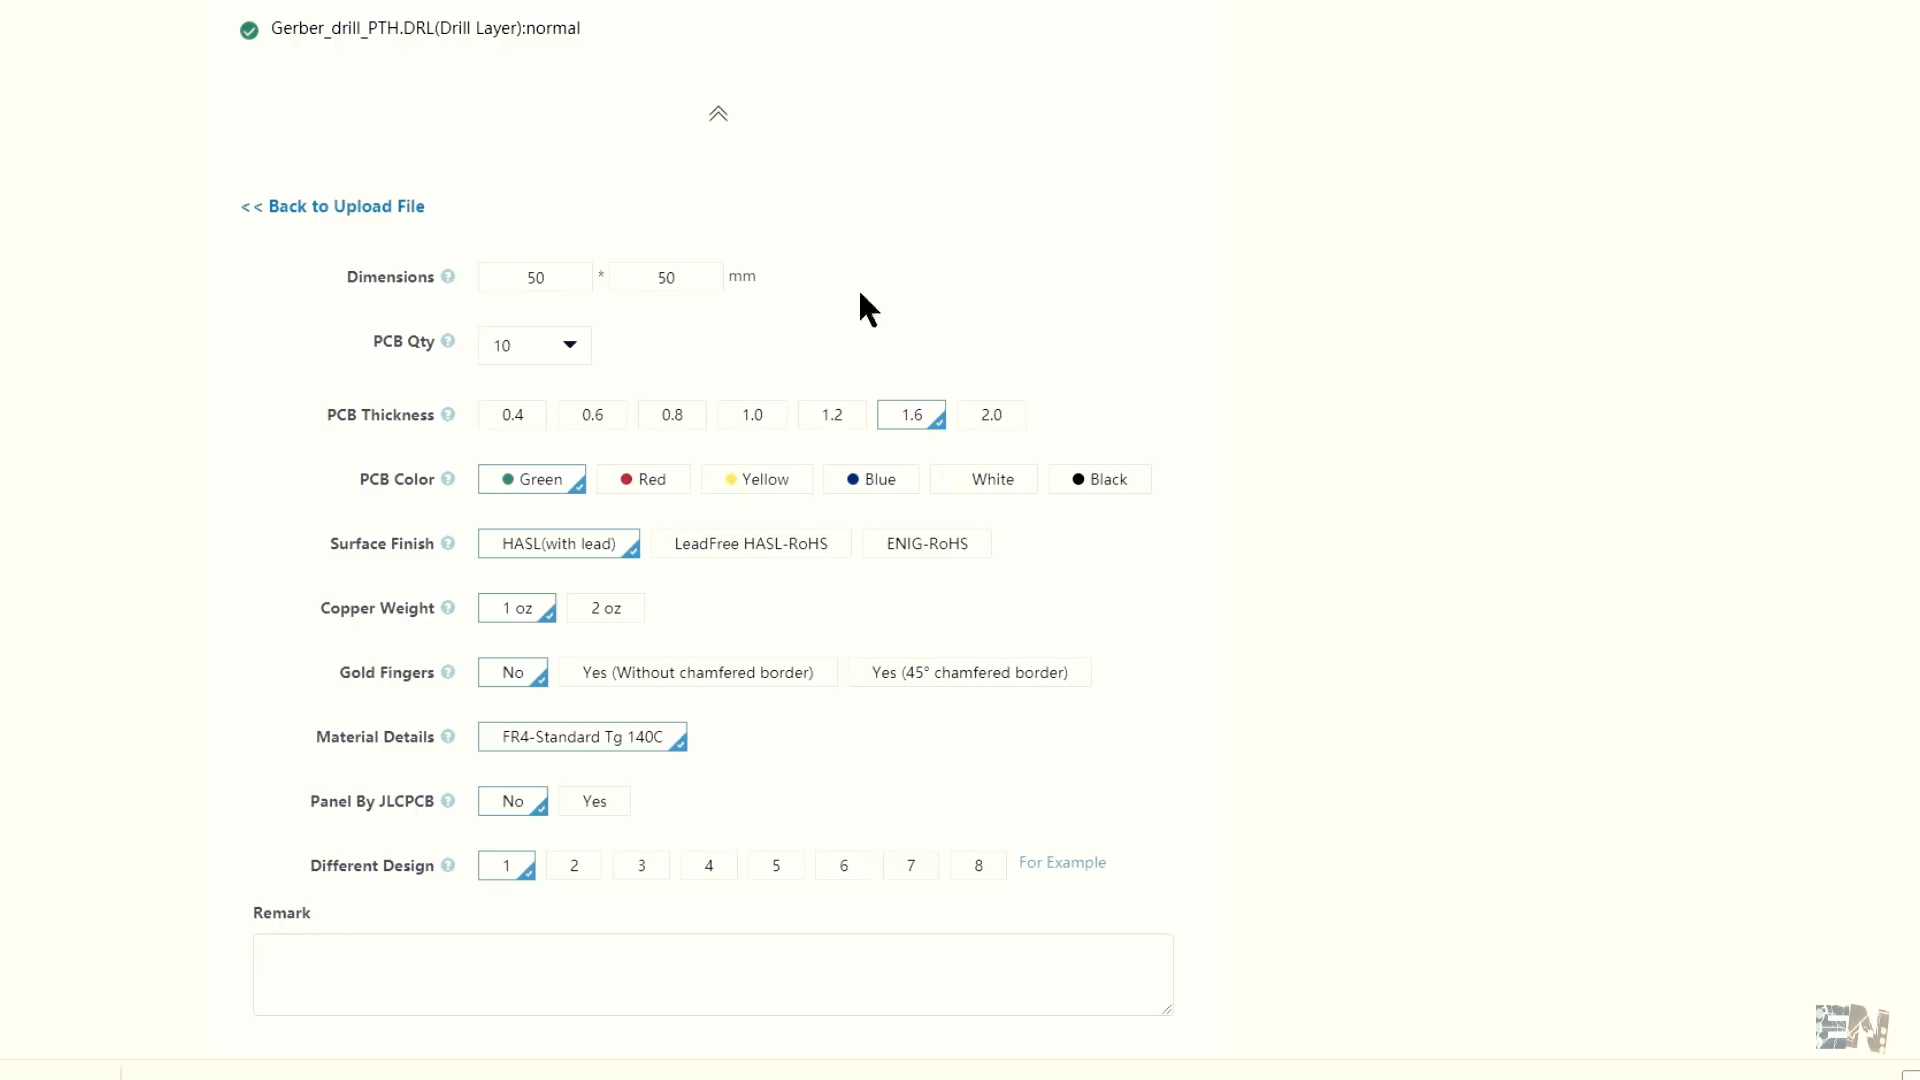 Gerber_drill_PTH.DRL(Drill Layer):normal
<< Back to Upload File
Dimensions ? 50 * 50 mm
PCB Qty ? 10
PCB Thickness ? 0.4 0.6 0.8 1.0 1.2 1.6 2.0
PCB Color ? Green Red Yellow Blue White Black
Surface Finish ? HASL(with lead) LeadFree HASL-RoHS ENIG-RoHS
Copper Weight ? 1 oz 2 oz
Gold Fingers ? No Yes (Without chamfered border) Yes (45° chamfered border)
Material Details ? FR4-Standard Tg 140C
Panel By JLCPCB ? No Yes
Different Design ? 1 2 3 4 5 6 7 8 For Example
Remark
EN